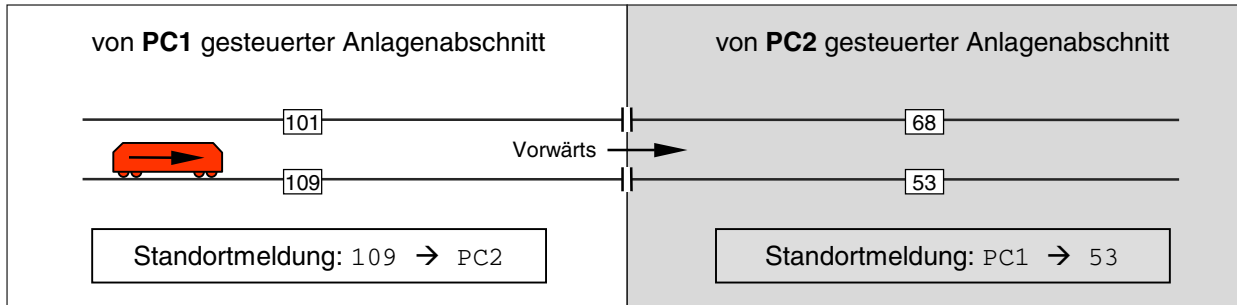 von PC1 gesteuerter Anlagenabschnitt
von PC2 gesteuerter Anlagenabschnitt
101
68
Vorwärts
109
53
Standortmeldung: 109 → PC2
Standortmeldung: PC1 → 53